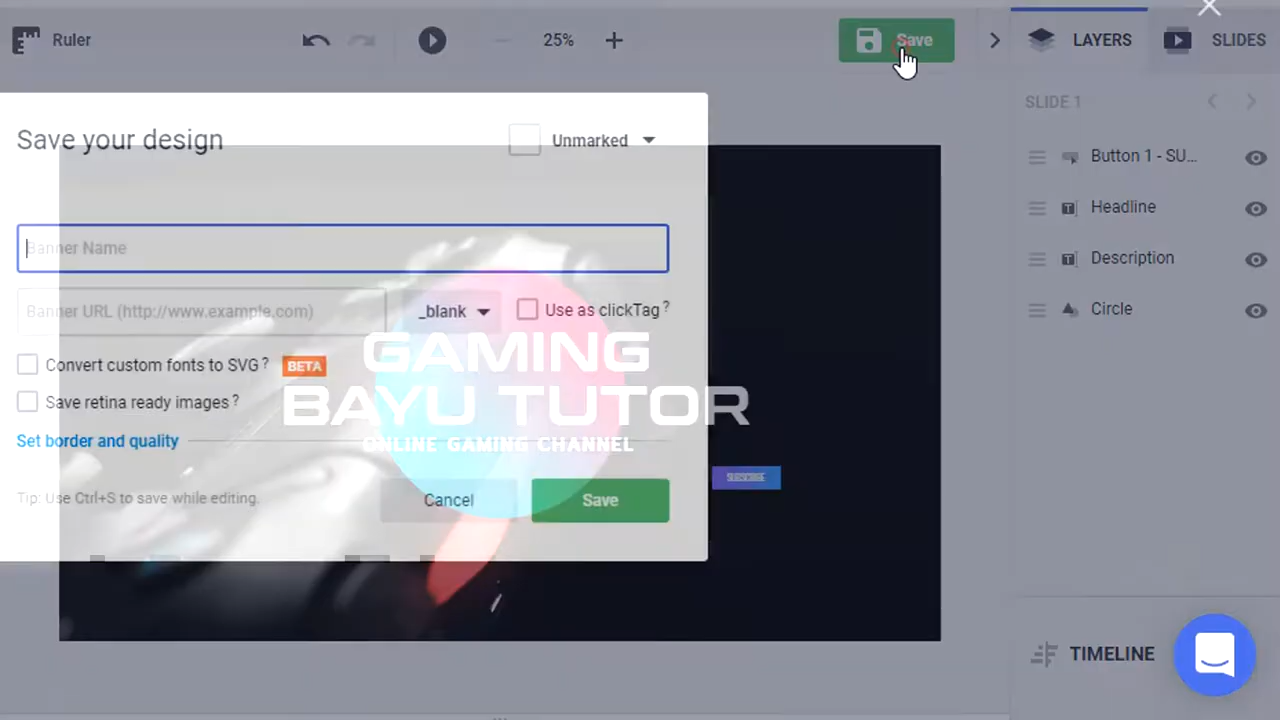 Ruler
25%
Save
LAYERS
SLIDES
SLIDE 1
Save your design
Unmarked
Button 1 - SU...
Headline
Banner Name
Description
Banner URL (http://www.example.com)
_blank
Use as clickTag ?
Circle
GAMING
Convert custom fonts to SVG ? BETA
BAYU TUTOR
Save retina ready images ?
Set border and quality
ONLINE GAMING CHANNEL
SUBSCRIBE
Tip: Use Ctrl+S to save while editing.
Cancel
Save
TIMELINE